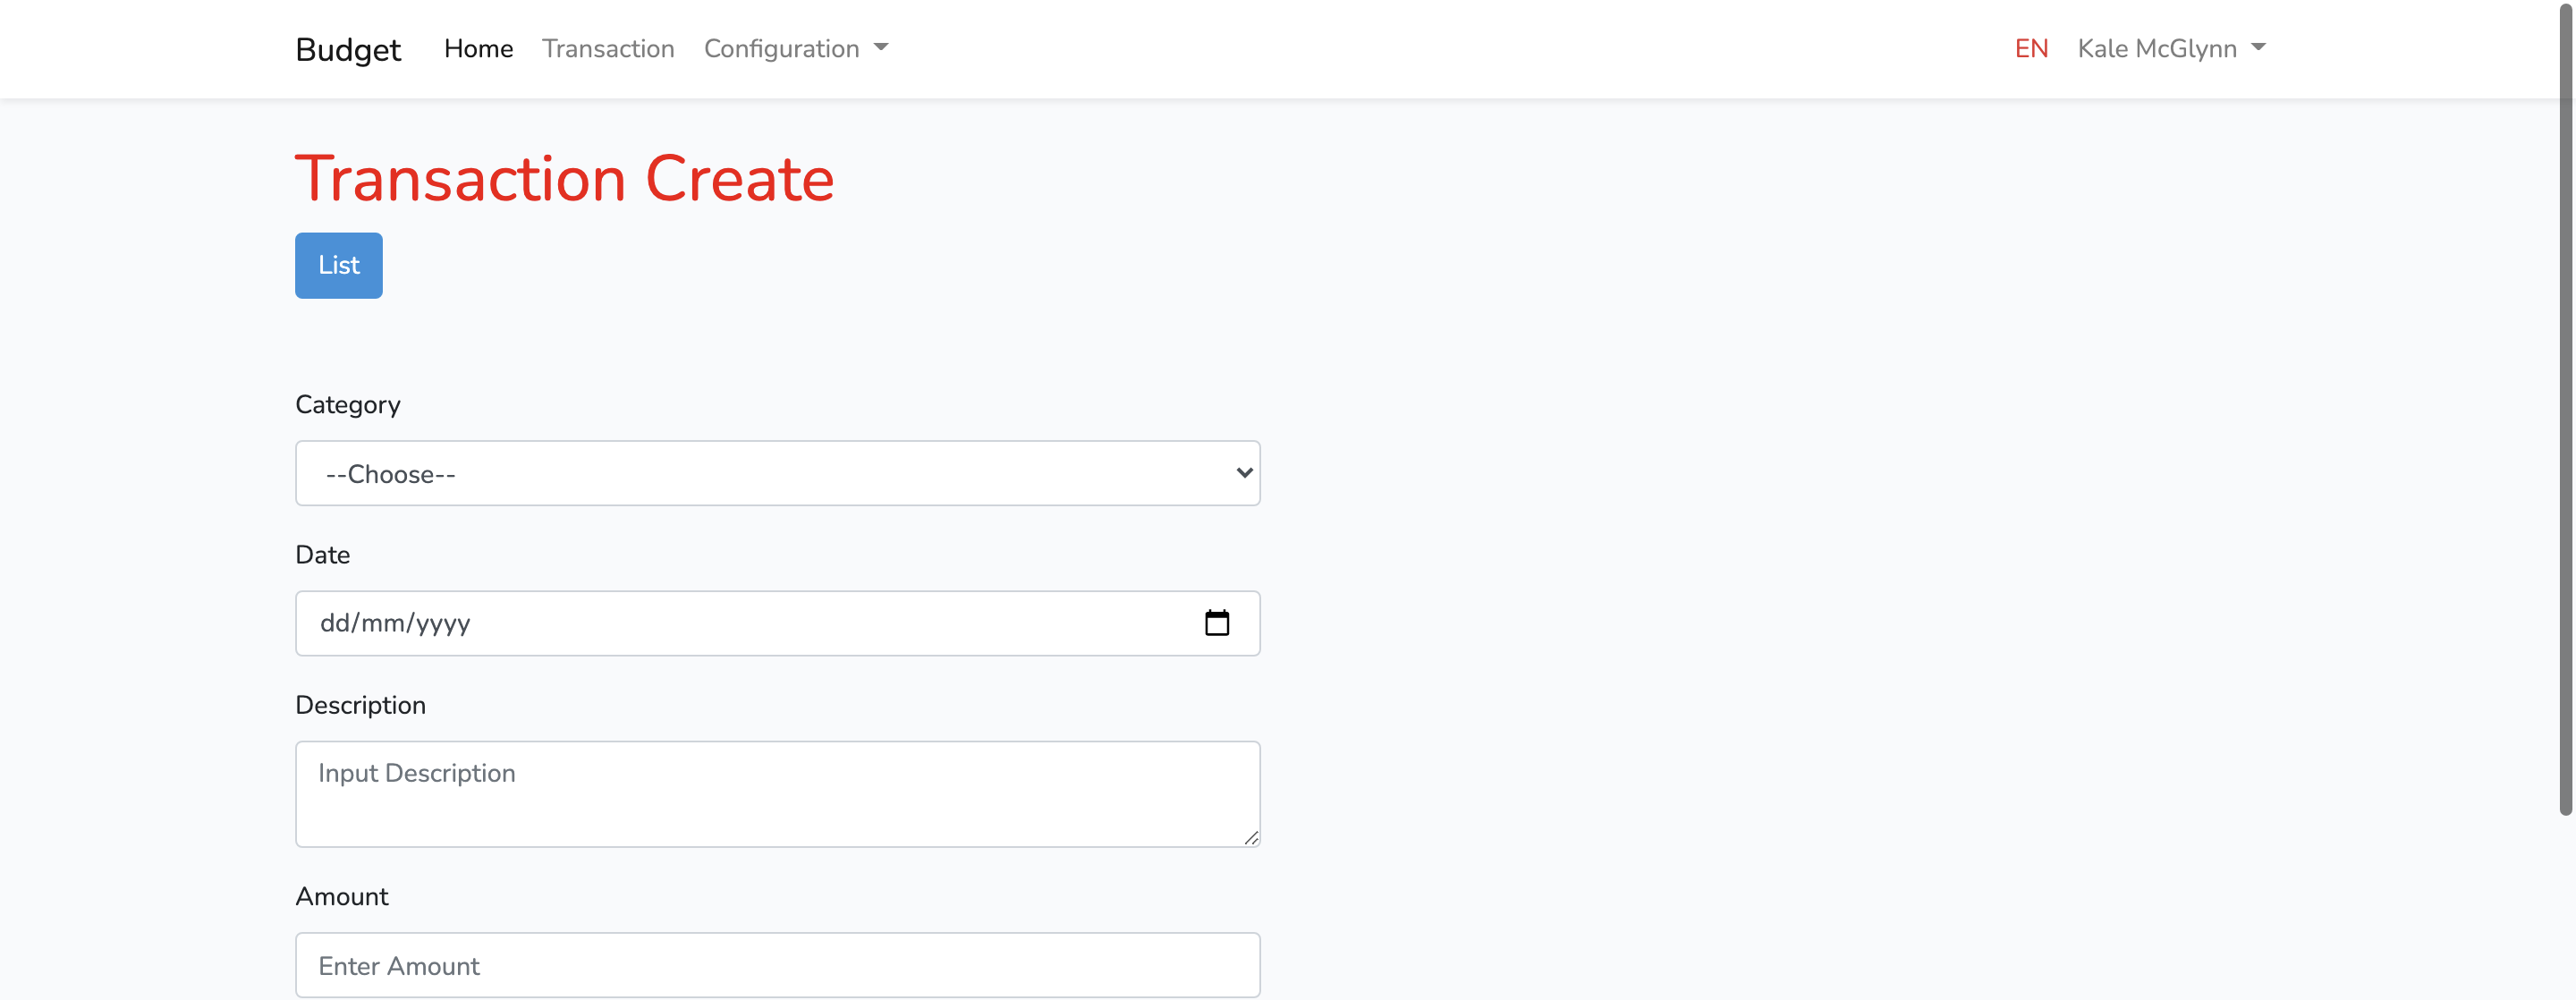 Budget Home Transaction Configuration EN Kale McGlynn
Transaction Create
List
Category
--Choose--
Date
dd/mm/yyyy
Description
Input Description
Amount
Enter Amount